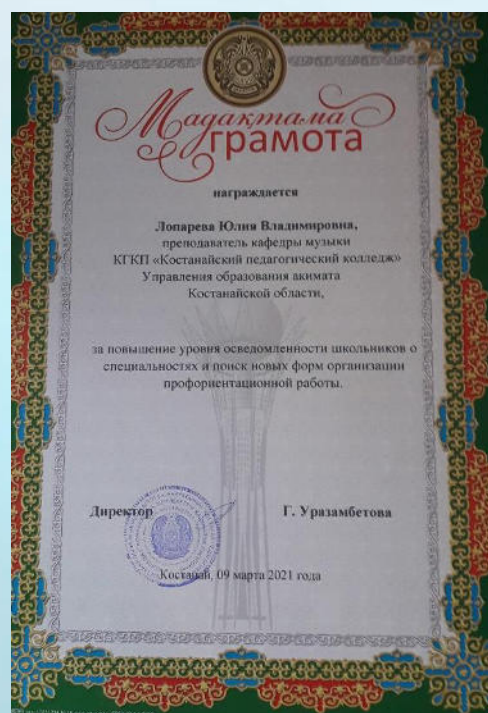 Мадақтама
грамота
награждается
Лопарева Юлия Владимировна,
преподаватель кафедры музыки
КГКП «Костанайский педагогический колледж»
Управления образования акимата
Костанайской области,
за повышение уровня осведомленности школьников о
специальностях и поиск новых форм организации
профориентационной работы.
Директор Г. Уразамбетова
Костанай, 09 марта 2021 года